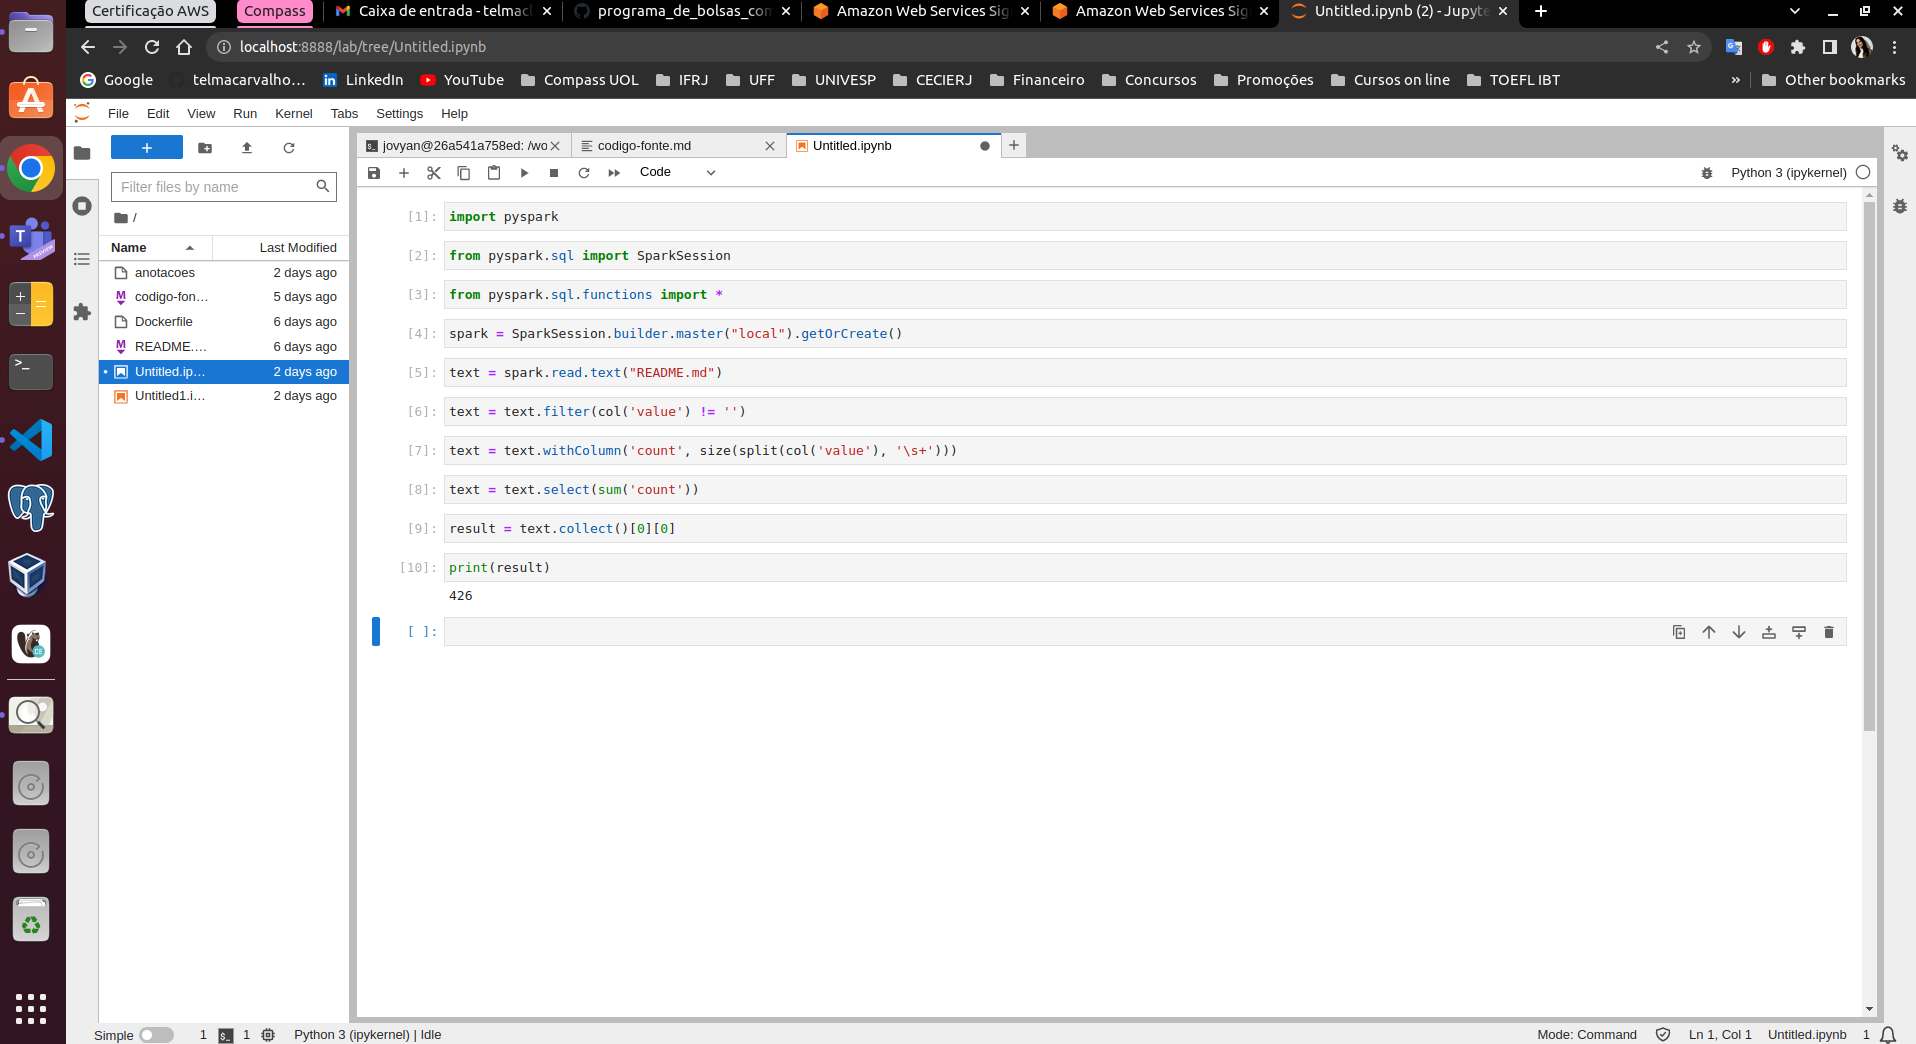 Certificação AWS
Compass
Caixa de entrada - telmac
programa_de_bolsas_com
Amazon Web Services Sig
Amazon Web Services Sig
Untitled.ipynb (2) - Jupyte
localhost:8888/lab/tree/Untitled.ipynb
Google
telmacarvalho...
LinkedIn
YouTube
Compass UOL
IFRJ
UFF
UNIVESP
CECIERJ
Financeiro
Concursos
Promoções
Cursos on line
TOEFL IBT
»
Other bookmarks
File Edit View Run Kernel Tabs Settings Help
Filter files by name
/
Name Last Modified
anotacoes 2 days ago
codigo-fon... 5 days ago
Dockerfile 6 days ago
README.... 6 days ago
Untitled.ip... 2 days ago
Untitled1.i... 2 days ago
jovyan@26a541a758ed: /wo
codigo-fonte.md
Untitled.ipynb
Code
Python 3 (ipykernel)
[1]: import pyspark
[2]: from pyspark.sql import SparkSession
[3]: from pyspark.sql.functions import *
[4]: spark = SparkSession.builder.master("local").getOrCreate()
[5]: text = spark.read.text("README.md")
[6]: text = text.filter(col('value') != '')
[7]: text = text.withColumn('count', size(split(col('value'), '\s+')))
[8]: text = text.select(sum('count'))
[9]: result = text.collect()[0][0]
[10]: print(result)
426
[ ]:
Simple 1 1 Python 3 (ipykernel) | Idle
Mode: Command Ln 1, Col 1 Untitled.ipynb 1